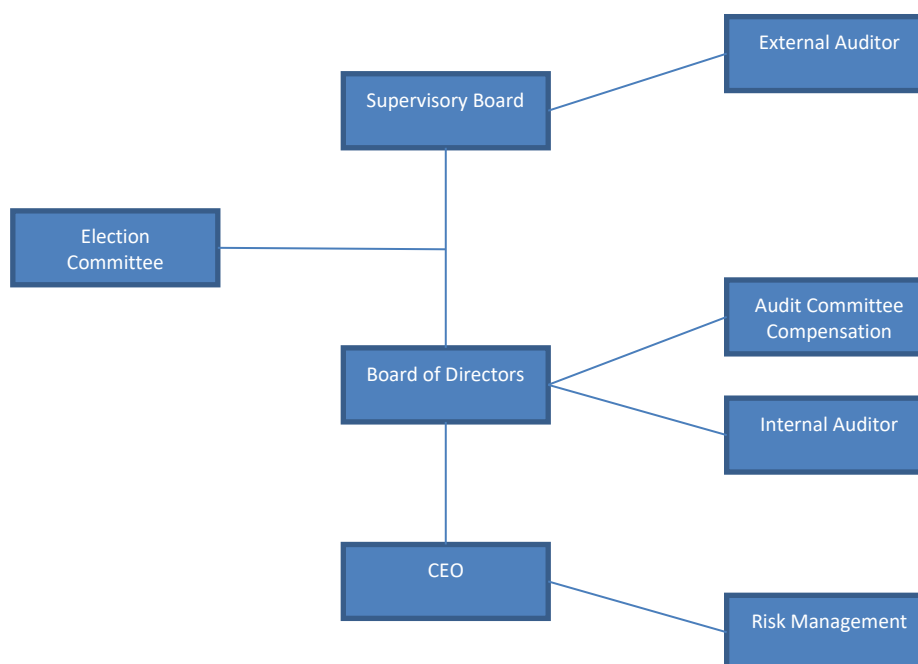 External Auditor
Supervisory Board
Election
Committee
Audit Committee
Compensation
Board of Directors
Internal Auditor
CEO
Risk Management